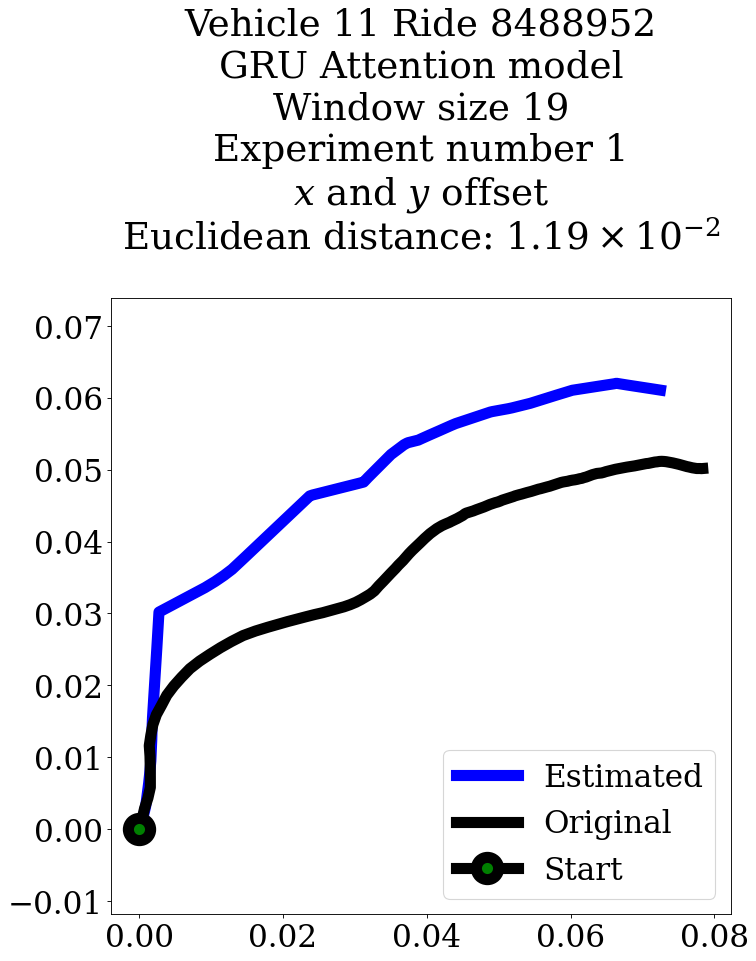 Vehicle 11 Ride 8488952
GRU Attention model
Window size 19
Experiment number 1
x and y offset
Euclidean distance: 1.19 × 10⁻²
0.07
0.06
0.05
0.04
0.03
0.02
0.01
0.00
−0.01
Estimated
Original
Start
0.00 0.02 0.04 0.06 0.08